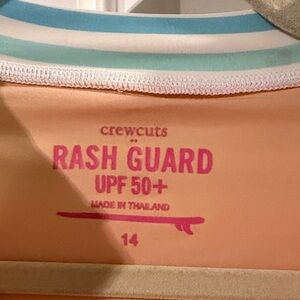 crewcuts
RASH GUARD
UPF 50+
MADE IN THAILAND
14